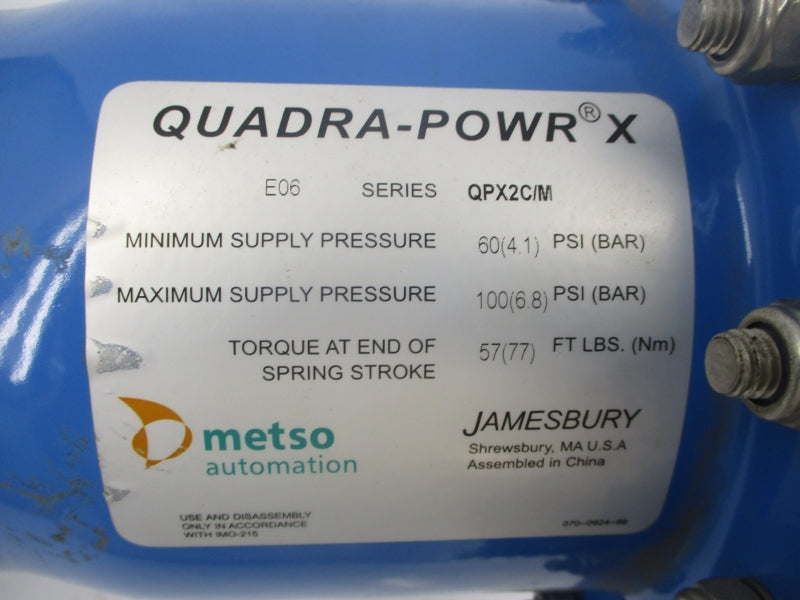 QUADRA-POWR® X
E06 SERIES QPX2C/M
MINIMUM SUPPLY PRESSURE 60(4.1) PSI (BAR)
MAXIMUM SUPPLY PRESSURE 100(6.8) PSI (BAR)
TORQUE AT END OF 57(77) FT LBS. (Nm)
SPRING STROKE
metso
automation
JAMESBURY
Shrewsbury, MA U.S.A
Assembled in China
USE AND DISASSEMBLY
ONLY IN ACCORDANCE
WITH IMO-215